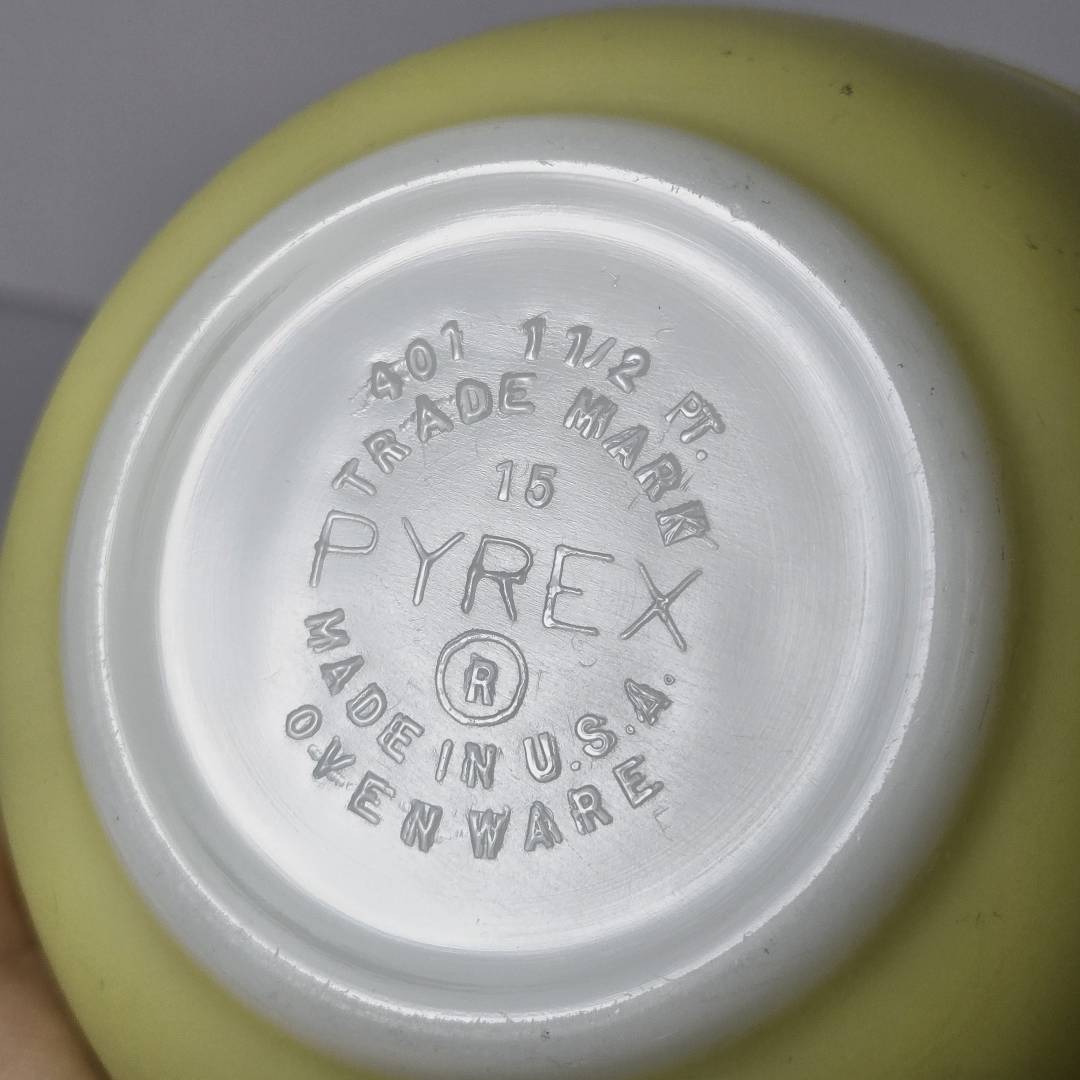 401 1 1/2 PT.
TRADE MARK
15
PYREX
®
MADE IN U.S.A.
OVENWARE